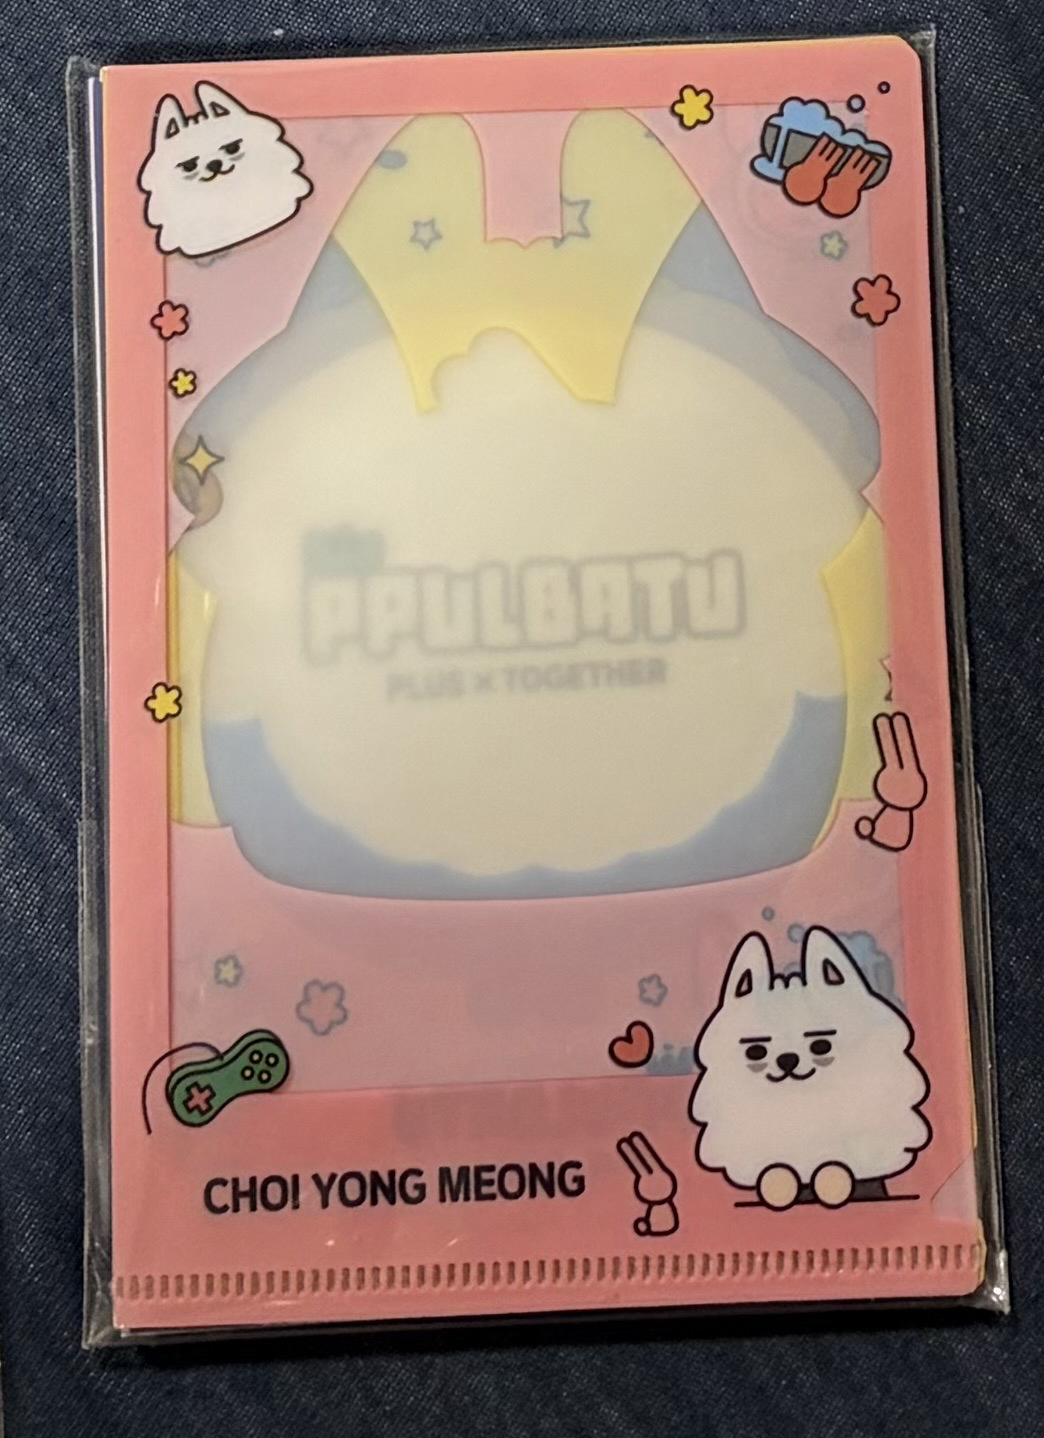 PPULBATU
PLUS × TOGETHER
CHOI YONG MEONG